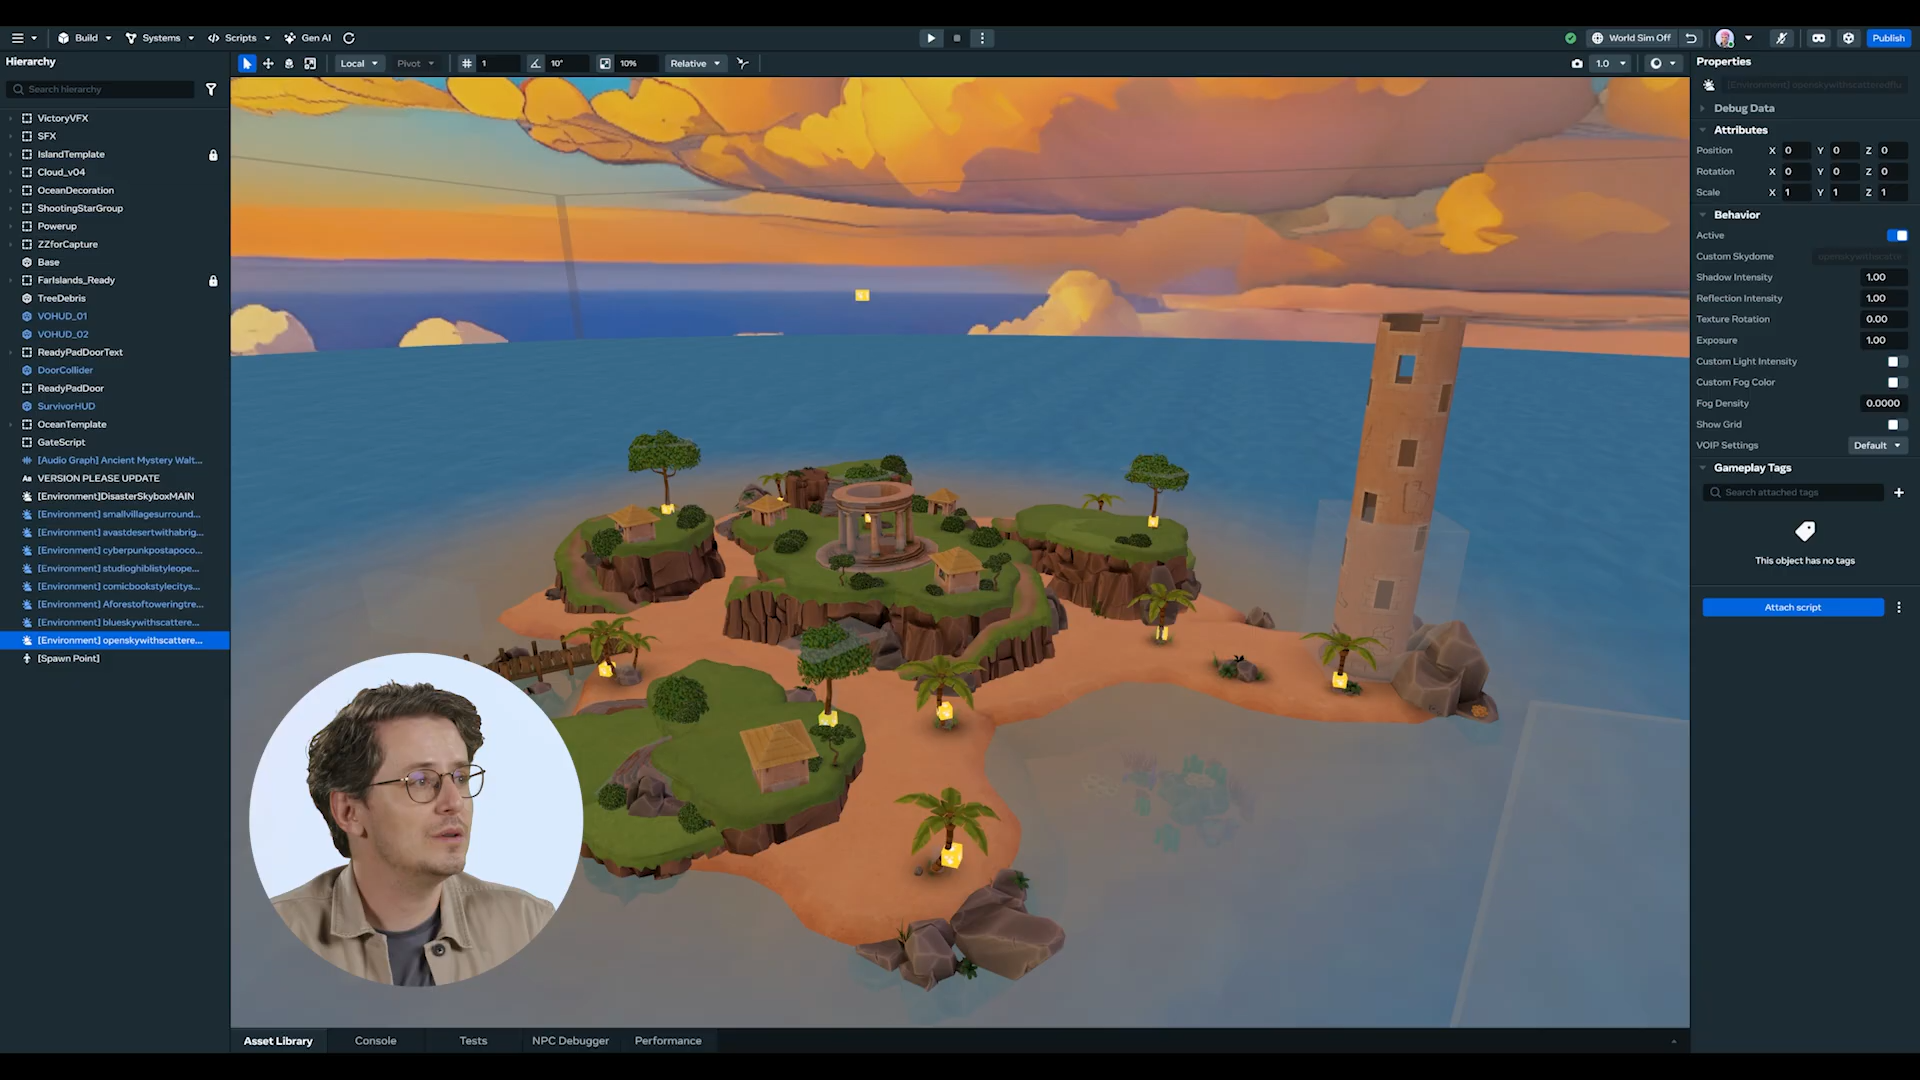 Build
Systems
Scripts
Gen AI
World Sim Off
Publish
Hierarchy
Local
Pivot
1
10°
10%
Relative
1.0
Properties
Search hierarchy
[Environment] openskywithscatteredflu
Debug Data
VictoryVFX
SFX
IslandTemplate
Cloud_v04
OceanDecoration
ShootingStarGroup
Powerup
ZZforCapture
Base
FarIslands_Ready
TreeDebris
VOHUD_01
VOHUD_02
ReadyPadDoorText
DoorCollider
ReadyPadDoor
SurvivorHUD
OceanTemplate
GateScript
[Audio Graph] Ancient Mystery Walt...
VERSION PLEASE UPDATE
[Environment]DisasterSkyboxMAIN
[Environment] smallvillagesurround...
[Environment] avastdesertwithabrig...
[Environment] cyberpunkpostapoco...
[Environment] studioghiblistyleope...
[Environment] comicbookstylecitys...
[Environment] Aforestoftoweringtre...
[Environment] blueskywithscattere...
[Environment] openskywithscattere...
[Spawn Point]
Attributes
Position X 0 Y 0 Z 0
Rotation X 0 Y 0 Z 0
Scale X 1 Y 1 Z 1
Behavior
Active
Custom Skydome
Shadow Intensity 1.00
Reflection Intensity 1.00
Texture Rotation 0.00
Exposure 1.00
Custom Light Intensity
Custom Fog Color
Fog Density 0.0000
Show Grid
VOIP Settings Default
Gameplay Tags
Search attached tags
This object has no tags
Attach script
Asset Library
Console
Tests
NPC Debugger
Performance